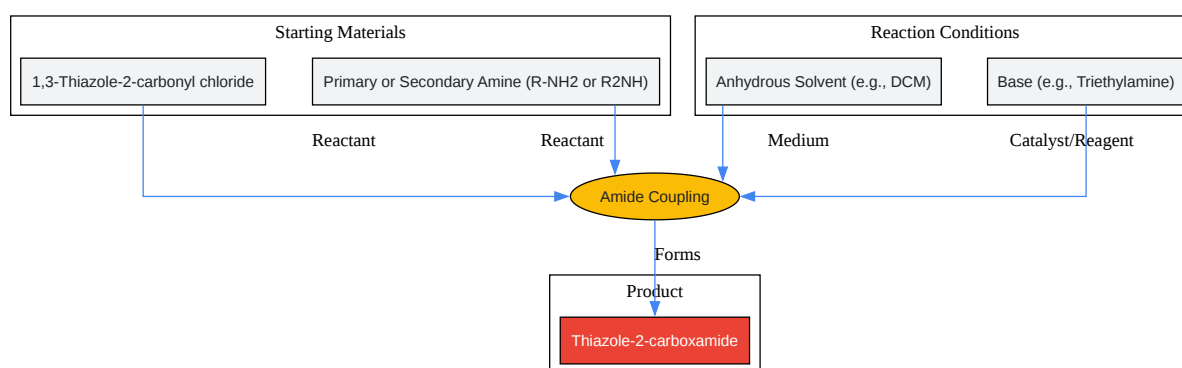 Starting Materials
Reaction Conditions
1,3-Thiazole-2-carbonyl chloride
Primary or Secondary Amine (R-NH2 or R2NH)
Anhydrous Solvent (e.g., DCM)
Base (e.g., Triethylamine)
Reactant
Reactant
Medium
Catalyst/Reagent
Amide Coupling
Forms
Product
Thiazole-2-carboxamide